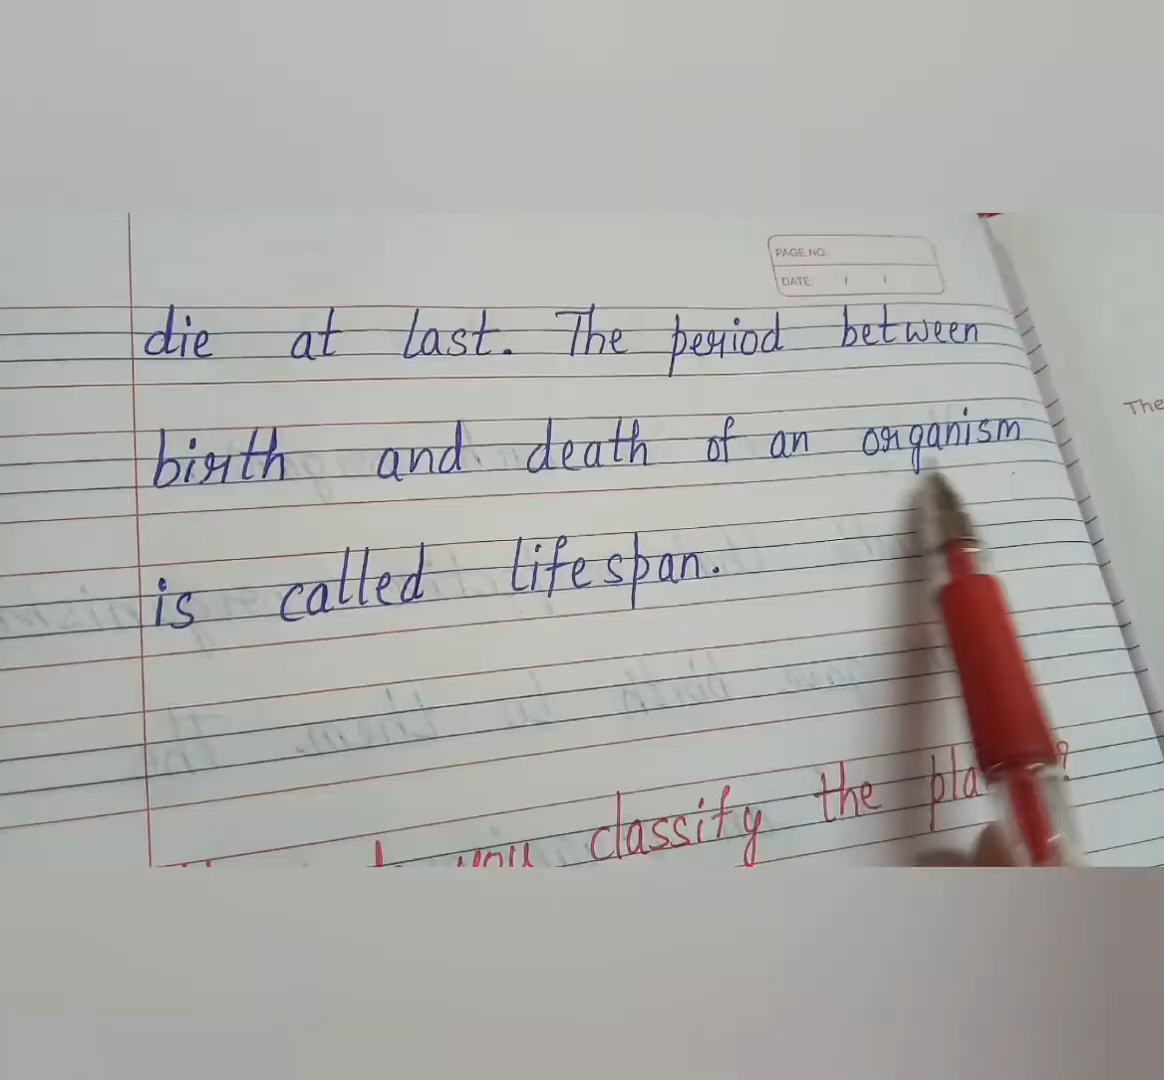 PAGE NO.
DATE: / /
die at last. The period between
birth and death of an organism
is called lifespan.
The
you classify the